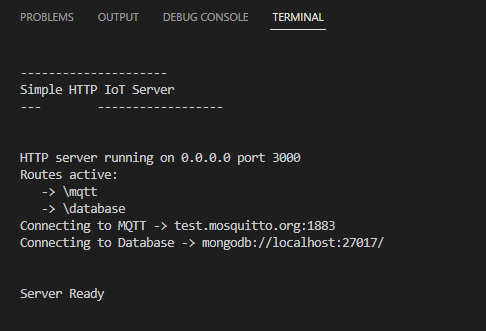 PROBLEMS OUTPUT DEBUG CONSOLE TERMINAL
----------------------
Simple HTTP IoT Server
---        ------------------
HTTP server running on 0.0.0.0 port 3000
Routes active:
   -> \mqtt
   -> \database
Connecting to MQTT -> test.mosquitto.org:1883
Connecting to Database -> mongodb://localhost:27017/
Server Ready